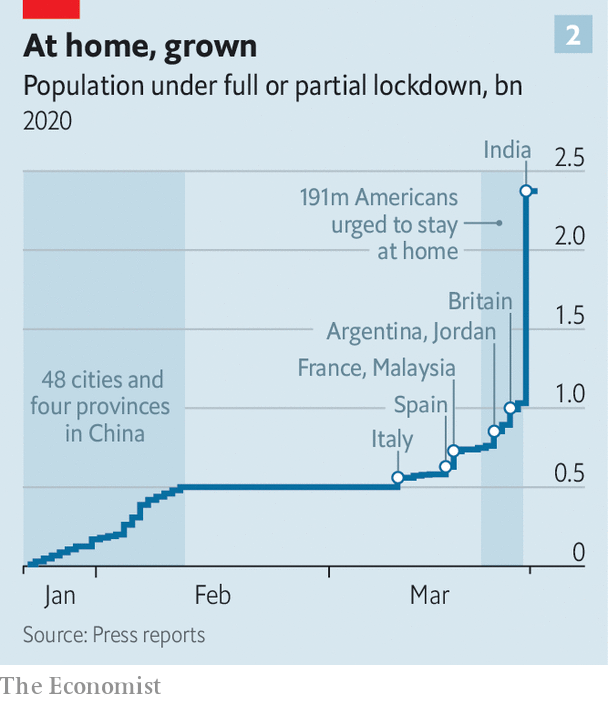 2
At home, grown
Population under full or partial lockdown, bn
2020
India
2.5
191m Americans
urged to stay
at home
2.0
Britain
1.5
Argentina, Jordan
France, Malaysia
48 cities and
four provinces
in China
Spain
1.0
Italy
0.5
0
Jan
Feb
Mar
Source: Press reports
The Economist